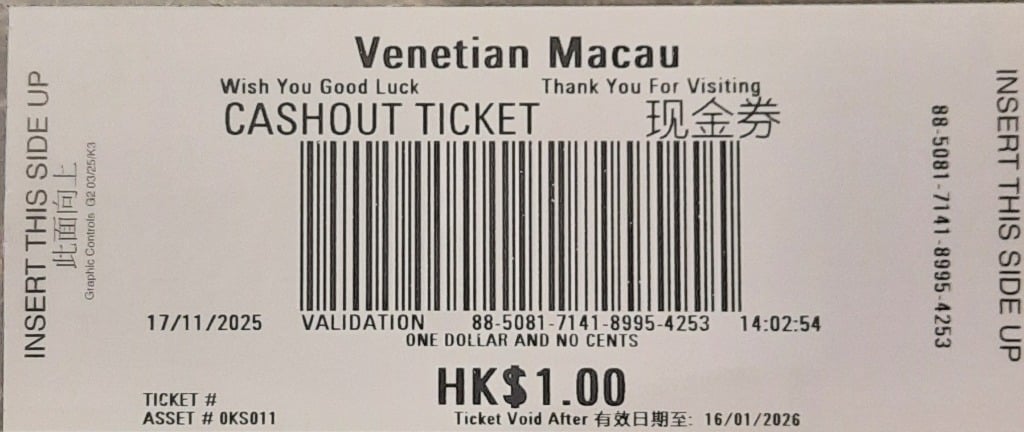 Venetian Macau
Wish You Good Luck Thank You For Visiting
CASHOUT TICKET 现金券
INSERT THIS SIDE UP
此面向上
Graphic Controls G2 03/25/K3
17/11/2025 VALIDATION 88-5081-7141-8995-4253 14:02:54
ONE DOLLAR AND NO CENTS
HK$1.00
TICKET #
ASSET # 0KS011
Ticket Void After 有效日期至: 16/01/2026
88-5081-7141-8995-4253
INSERT THIS SIDE UP